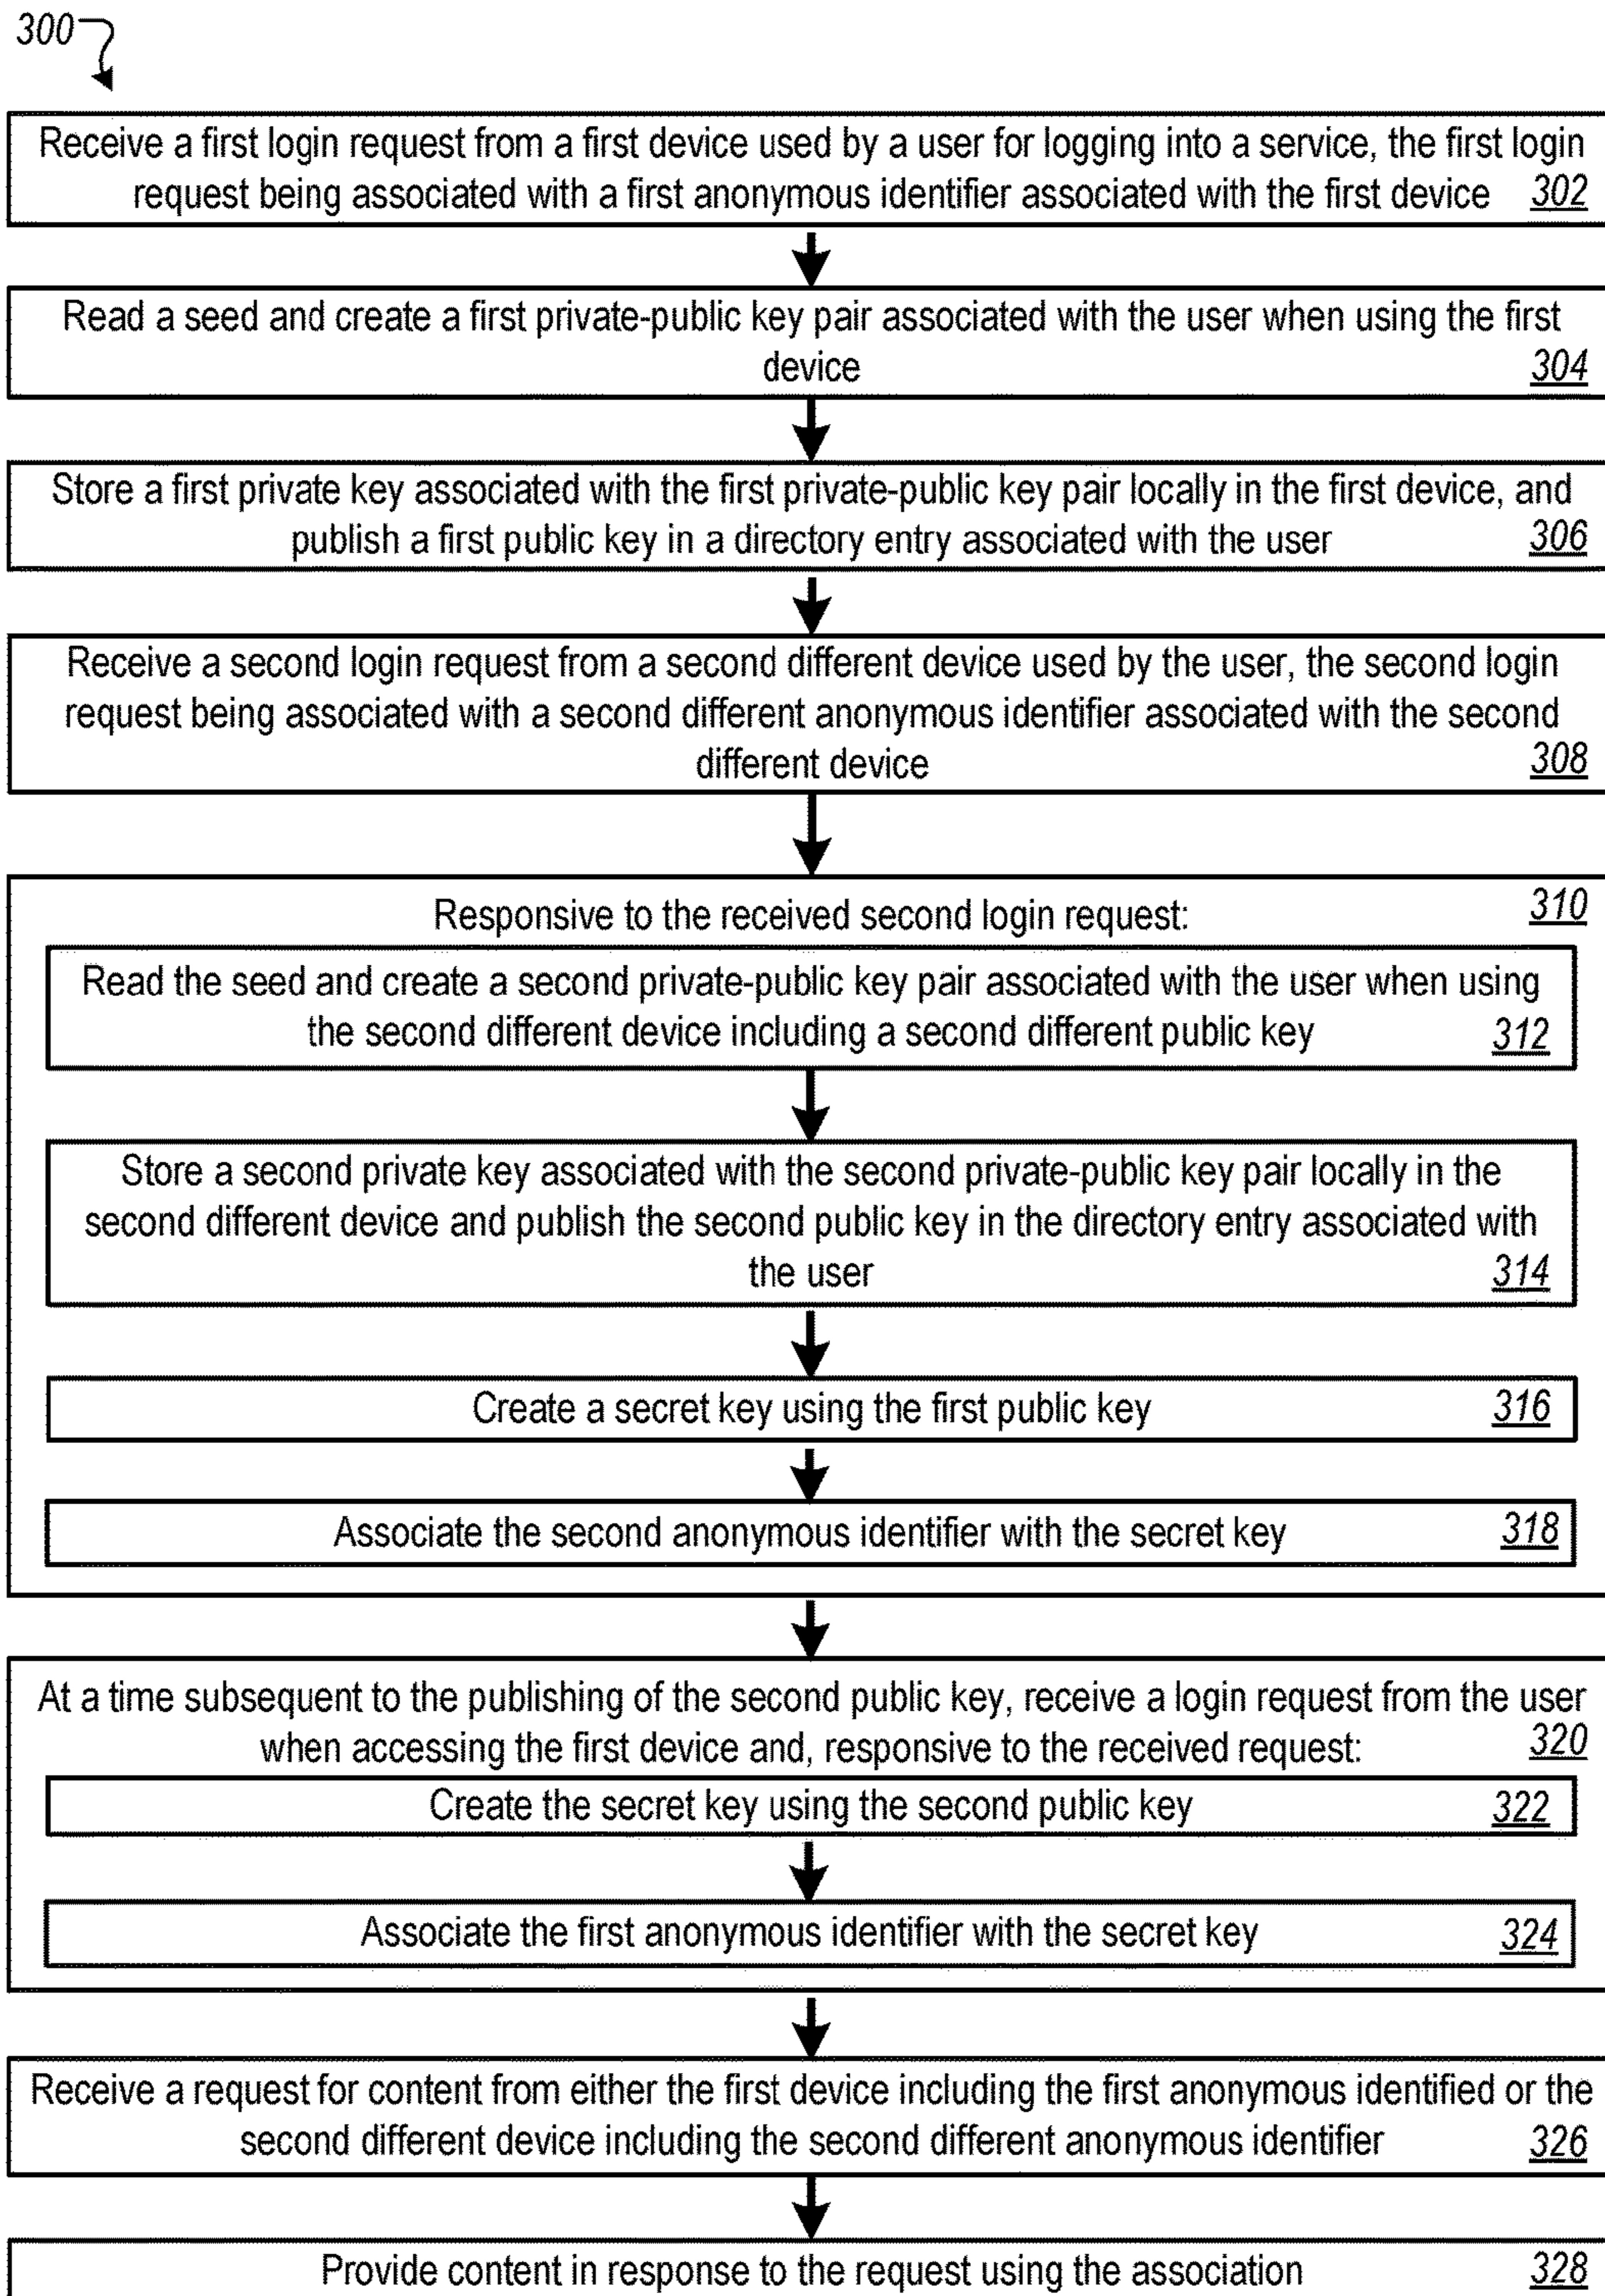 300
Receive a first login request from a first device used by a user for logging into a service, the first login
request being associated with a first anonymous identifier associated with the first device 302
Read a seed and create a first private-public key pair associated with the user when using the first
device 304
Store a first private key associated with the first private-public key pair locally in the first device, and
publish a first public key in a directory entry associated with the user 306
Receive a second login request from a second different device used by the user, the second login
request being associated with a second different anonymous identifier associated with the second
different device 308
Responsive to the received second login request: 310
Read the seed and create a second private-public key pair associated with the user when using
the second different device including a second different public key 312
Store a second private key associated with the second private-public key pair locally in the
second different device and publish the second public key in the directory entry associated with
the user 314
Create a secret key using the first public key 316
Associate the second anonymous identifier with the secret key 318
At a time subsequent to the publishing of the second public key, receive a login request from the user
when accessing the first device and, responsive to the received request: 320
Create the secret key using the second public key 322
Associate the first anonymous identifier with the secret key 324
Receive a request for content from either the first device including the first anonymous identified or the
second different device including the second different anonymous identifier 326
Provide content in response to the request using the association 328